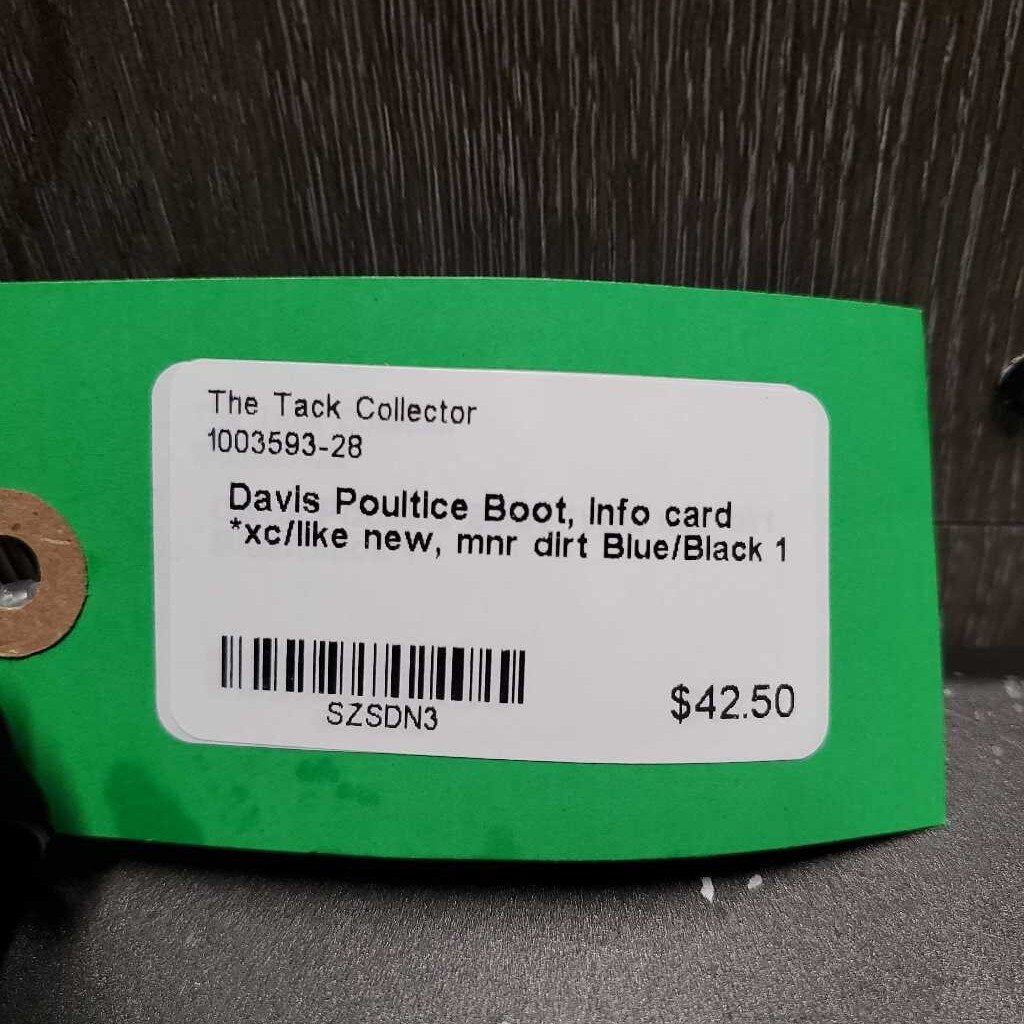 The Tack Collector
1003593-28
Davis Poultice Boot, Info card
*xc/like new, mnr dirt Blue/Black 1
SZSDN3
$42.50